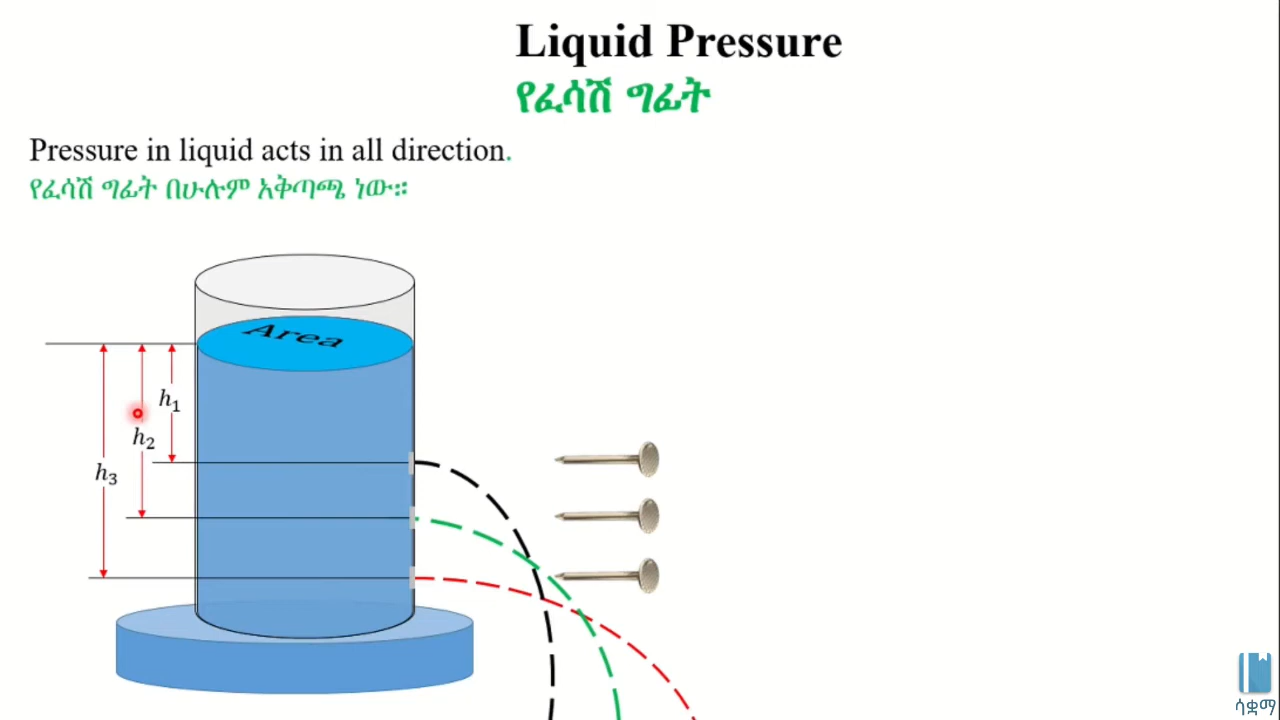 Liquid Pressure
የፈሳሽ ግፊት
Pressure in liquid acts in all direction.
የፈሳሽ ግፊት በሁሉም አቅጣጫ ነው።
Area
h₁
h₂
h₃
ሳቋማ